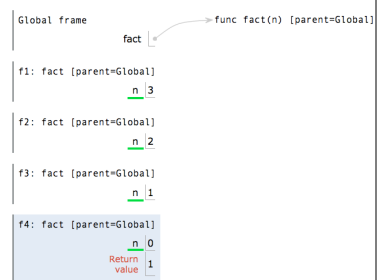 Global frame
func fact(n) [parent=Global]
fact
f1: fact [parent=Global]
n 3
f2: fact [parent=Global]
n 2
f3: fact [parent=Global]
n 1
f4: fact [parent=Global]
n 0
Return
value 1